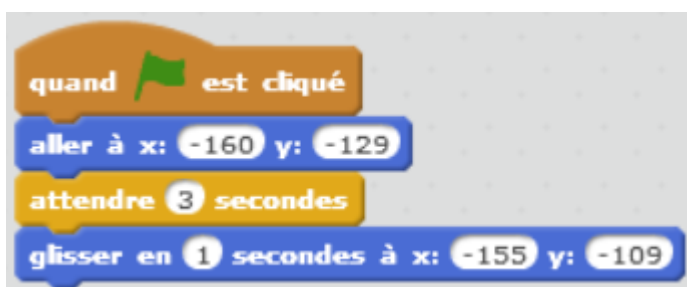 quand est cliqué
aller à x: -160 y: -129
attendre 3 secondes
glisser en 1 secondes à x: -155 y: -109